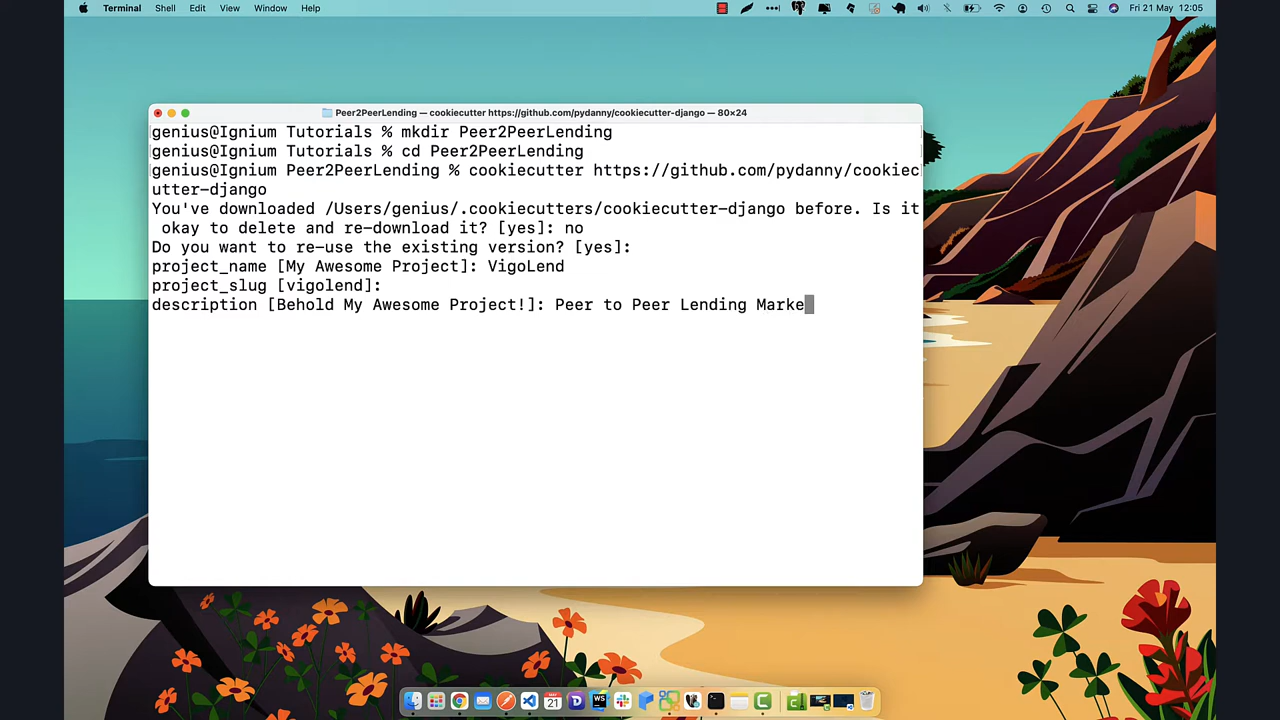 Terminal Shell Edit View Window Help Fri 21 May 12:05
Peer2PeerLending — cookiecutter https://github.com/pydanny/cookiecutter-django — 80×24
genius@Ignium Tutorials % mkdir Peer2PeerLending
genius@Ignium Tutorials % cd Peer2PeerLending
genius@Ignium Peer2PeerLending % cookiecutter https://github.com/pydanny/cookiec
utter-django
You've downloaded /Users/genius/.cookiecutters/cookiecutter-django before. Is it
okay to delete and re-download it? [yes]: no
Do you want to re-use the existing version? [yes]:
project_name [My Awesome Project]: VigoLend
project_slug [vigolend]:
description [Behold My Awesome Project!]: Peer to Peer Lending Marke
21
WS